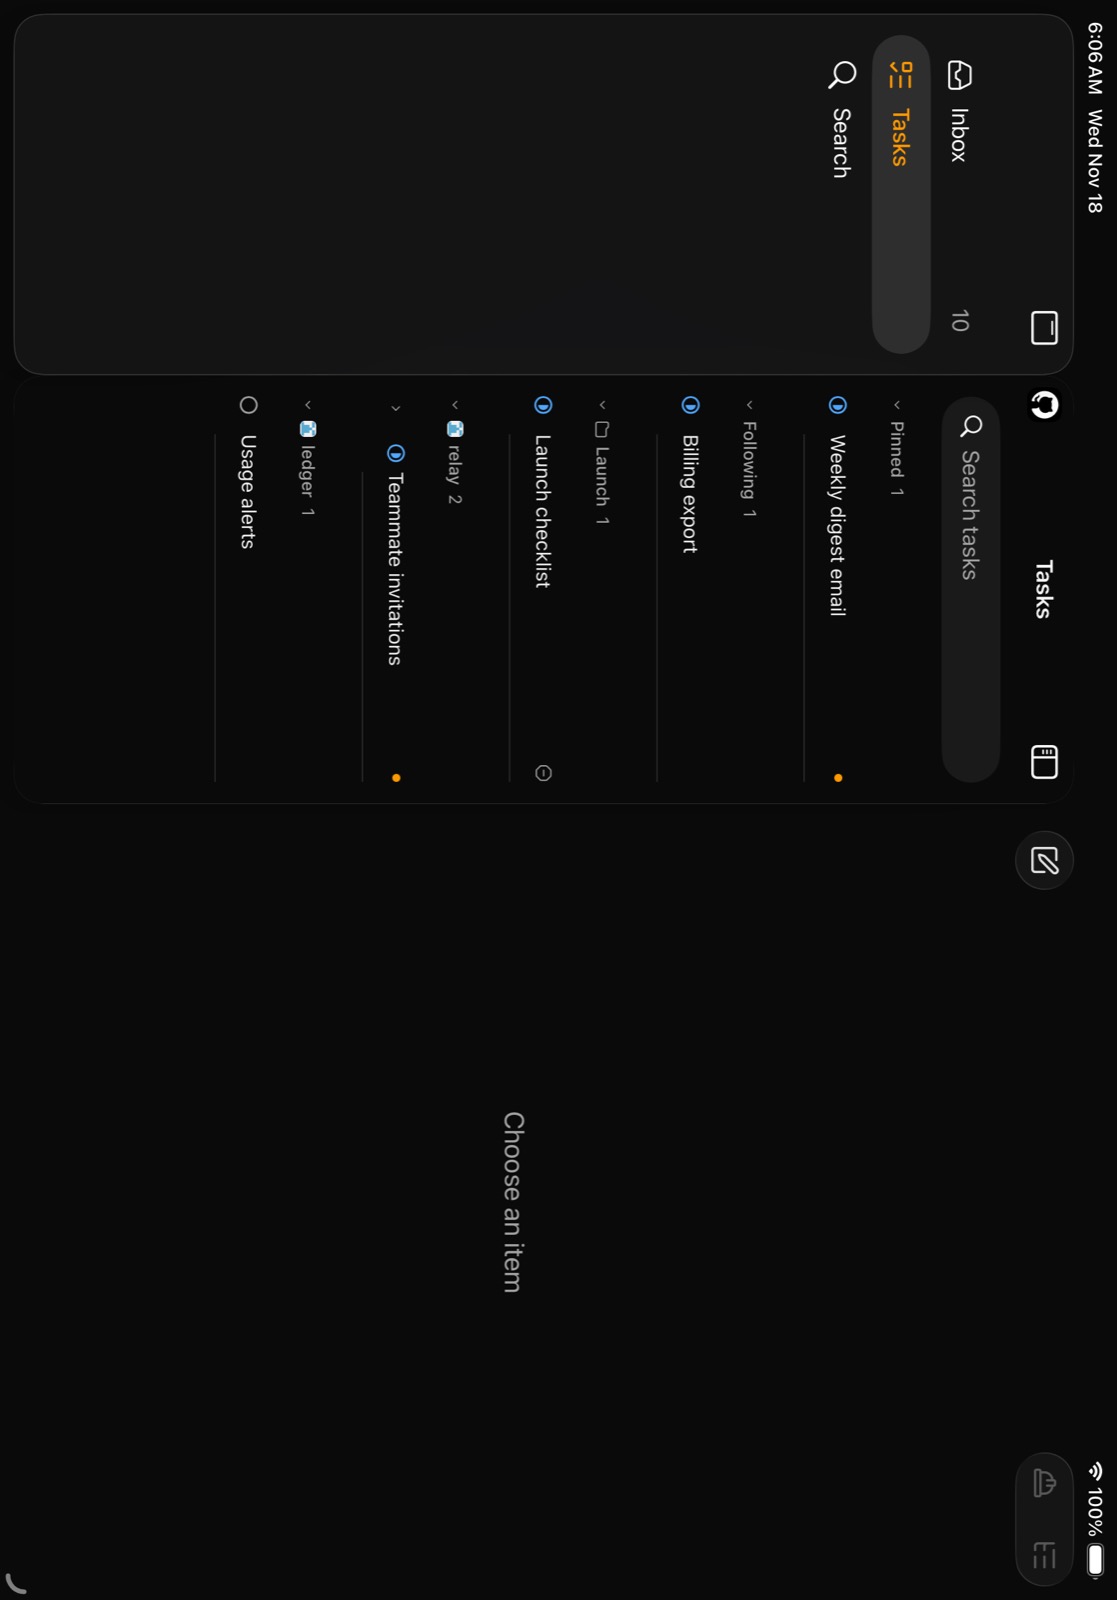 6:06 AM Wed Nov 18
100%
Inbox 10
Tasks
Search
Tasks
Search tasks
Pinned 1
Weekly digest email
Following 1
Billing export
Launch 1
Launch checklist
relay 2
Teammate invitations
ledger 1
Usage alerts
Choose an item